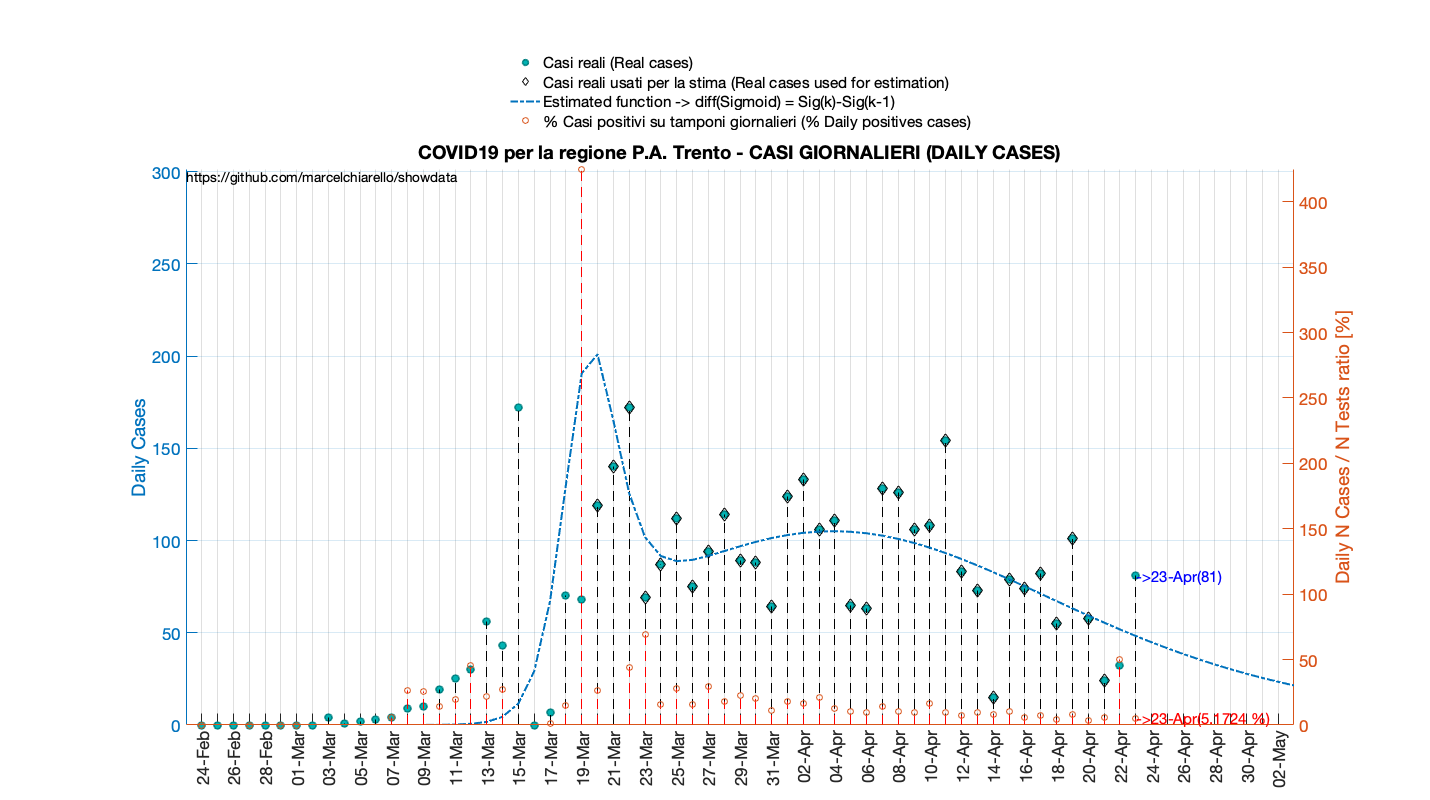 Casi reali (Real cases)
Casi reali usati per la stima (Real cases used for estimation)
Estimated function -> diff(Sigmoid) = Sig(k)-Sig(k-1)
% Casi positivi su tamponi giornalieri (% Daily positives cases)
COVID19 per la regione P.A. Trento - CASI GIORNALIERI (DAILY CASES)
https://github.com/marcelchiarello/showdata
300
250
200
150
100
50
0
Daily Cases
400
350
300
250
200
150
100
50
0
Daily N Cases / N Tests ratio [%]
->23-Apr(81)
->23-Apr(5.1724 %)
24-Feb
26-Feb
28-Feb
01-Mar
03-Mar
05-Mar
07-Mar
09-Mar
11-Mar
13-Mar
15-Mar
17-Mar
19-Mar
21-Mar
23-Mar
25-Mar
27-Mar
29-Mar
31-Mar
02-Apr
04-Apr
06-Apr
08-Apr
10-Apr
12-Apr
14-Apr
16-Apr
18-Apr
20-Apr
22-Apr
24-Apr
26-Apr
28-Apr
30-Apr
02-May